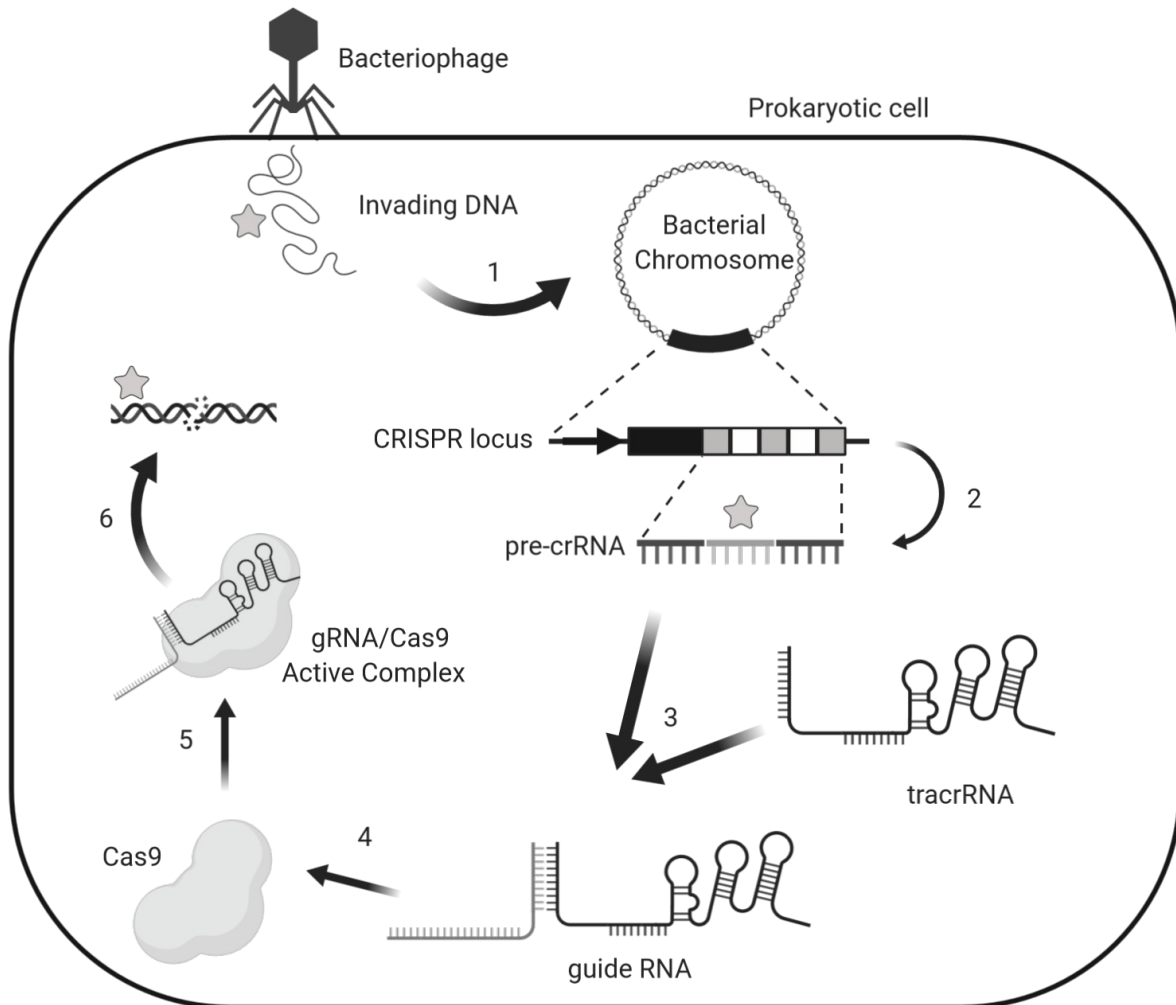 Bacteriophage
Prokaryotic cell
Invading DNA
1
Bacterial
Chromosome
CRISPR locus
2
pre-crRNA
6
gRNA/Cas9
Active Complex
3
5
tracrRNA
4
Cas9
guide RNA